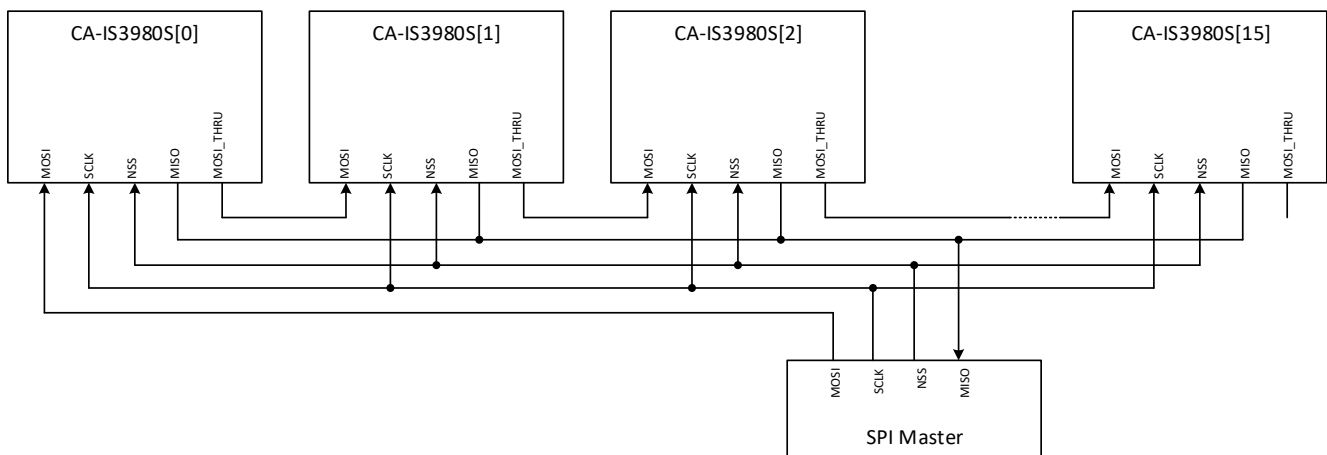 CA-IS3980S[0]
CA-IS3980S[1]
CA-IS3980S[2]
CA-IS3980S[15]
MOSI
SCLK
NSS
MISO
MOSI_THRU
MOSI
SCLK
NSS
MISO
MOSI_THRU
MOSI
SCLK
NSS
MISO
MOSI_THRU
MOSI
SCLK
NSS
MISO
MOSI_THRU
MOSI
SCLK
NSS
MISO
SPI Master